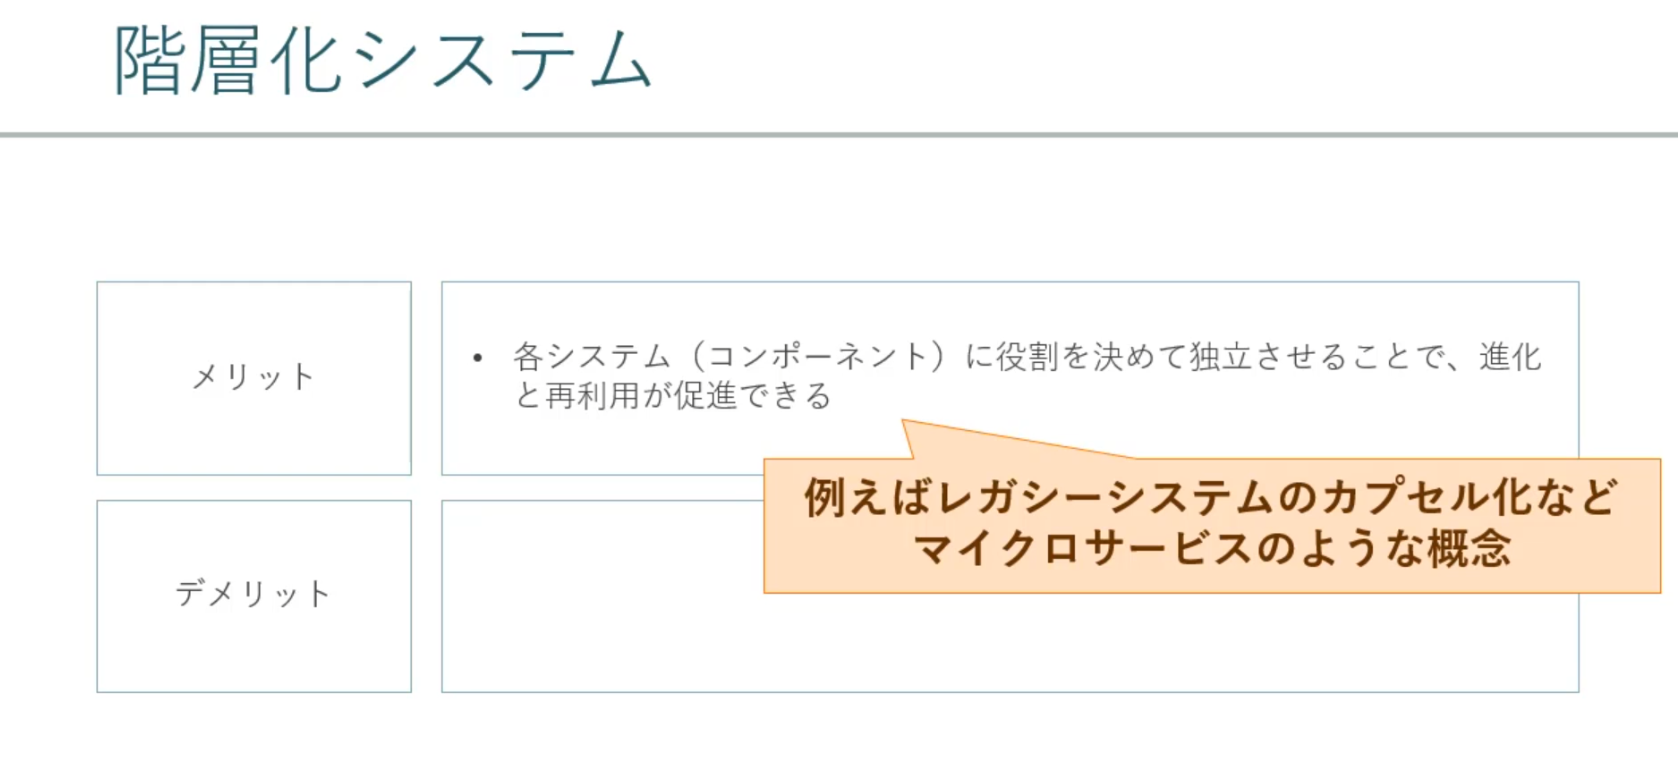 階層化システム
メリット
• 各システム（コンポーネント）に役割を決めて独立させることで、進化
と再利用が促進できる
例えばレガシーシステムのカプセル化など
マイクロサービスのような概念
デメリット